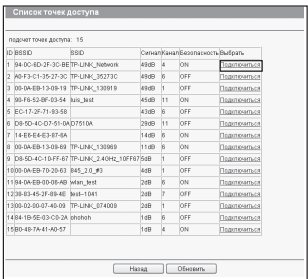 Список точек доступа
подсчет точек доступа: 15
ID BSSID SSID Сигнал Канал Безопасность Выбрать
1 94-0C-6D-2F-3C-BE TP-LINK_Network 49dB 4 ON Подключиться
2 A0-F3-C1-35-27-3C TP-LINK_35273C 49dB 6 OFF Подключиться
3 00-0A-EB-13-09-19 TP-LINK_130919 49dB 1 OFF Подключиться
4 90-F6-52-BF-03-54 luis_test 45dB 11 ON Подключиться
5 EC-17-2F-71-93-58 43dB 6 OFF Подключиться
6 D8-5D-4C-D7-51-0A D7510A 29dB 11 OFF Подключиться
7 14-E6-E4-E3-87-8A 14dB 6 ON Подключиться
8 00-0A-EB-13-09-69 TP-LINK_130969 11dB 6 OFF Подключиться
9 D8-5D-4C-10-FF-67 TP-LINK_2.4GHz_10FF67 5dB 1 OFF Подключиться
10 00-0A-EB-70-20-63 845_2.0_#3 4dB 1 OFF Подключиться
11 94-0A-EB-00-06-AB wlan_test 2dB 6 ON Подключиться
12 38-83-45-2F-89-4E test--1041 2dB 7 OFF Подключиться
13 00-02-00-07-40-09 TP-LINK_074009 2dB 1 OFF Подключиться
14 84-1B-5E-03-C0-2A ohohoh 1dB 6 OFF Подключиться
15 B0-48-7A-41-A0-57 1dB 4 ON Подключиться
Назад Обновить